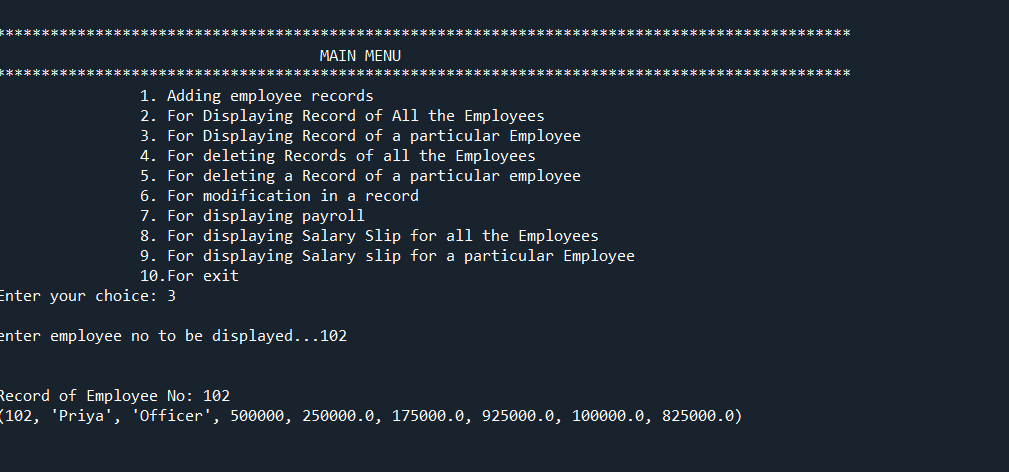 *********************************************************************************************
MAIN MENU
*********************************************************************************************
1. Adding employee records
2. For Displaying Record of All the Employees
3. For Displaying Record of a particular Employee
4. For deleting Records of all the Employees
5. For deleting a Record of a particular employee
6. For modification in a record
7. For displaying payroll
8. For displaying Salary Slip for all the Employees
9. For displaying Salary slip for a particular Employee
10.For exit
Enter your choice: 3
enter employee no to be displayed...102
Record of Employee No: 102
(102, 'Priya', 'Officer', 500000, 250000.0, 175000.0, 925000.0, 100000.0, 825000.0)